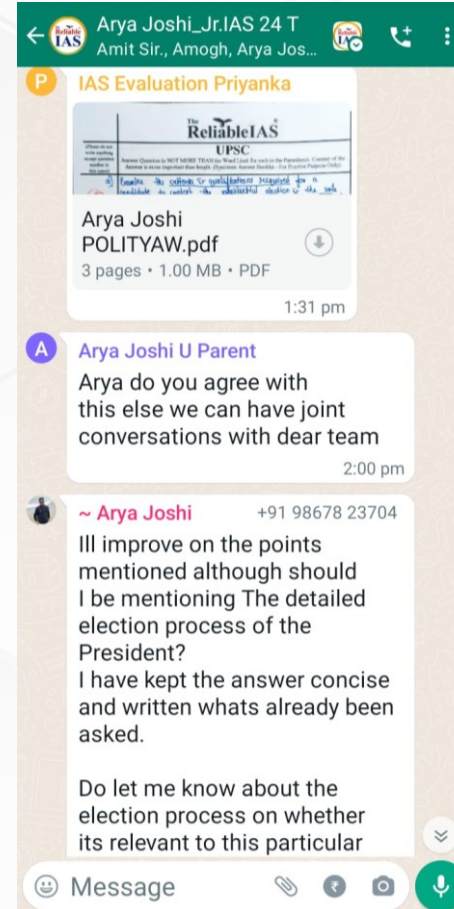 Reliable
IAS
Arya Joshi_Jr.IAS 24 T
Amit Sir., Amogh, Arya Jos...
P
IAS Evaluation Priyanka
The
ReliableIAS
UPSC
Arya Joshi
POLITYAW.pdf
3 pages • 1.00 MB • PDF
1:31 pm
A
Arya Joshi U Parent
Arya do you agree with
this else we can have joint
conversations with dear team
2:00 pm
~ Arya Joshi +91 98678 23704
Ill improve on the points
mentioned although should
I be mentioning The detailed
election process of the
President?
I have kept the answer concise
and written whats already been
asked.
Do let me know about the
election process on whether
its relevant to this particular
Message